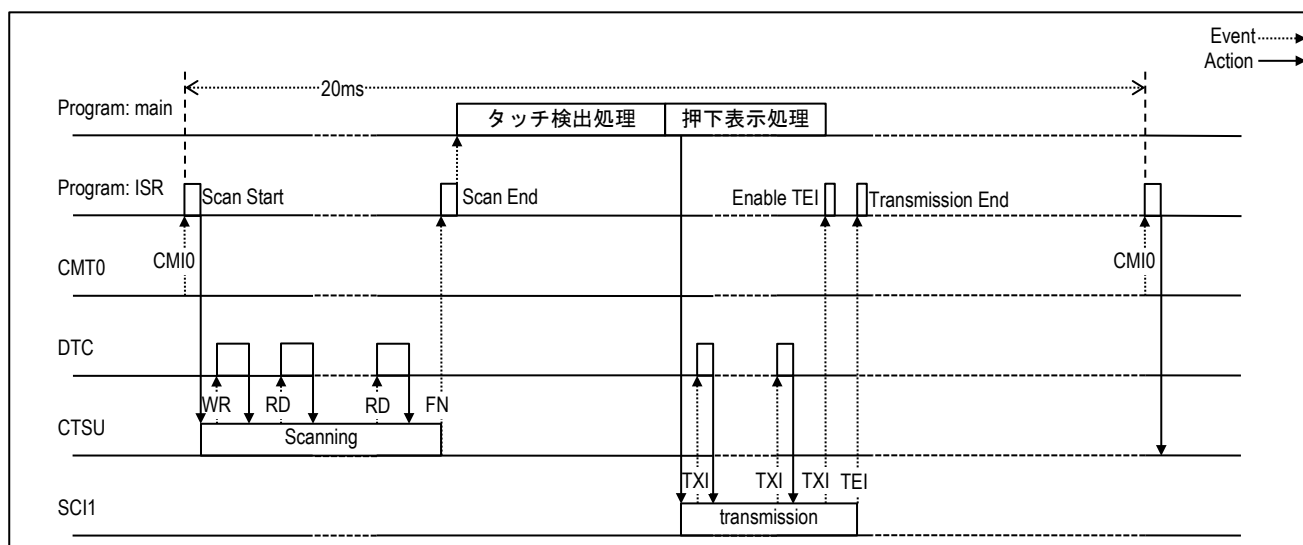 Event
Action
20ms
Program: main
タッチ検出処理 押下表示処理
Program: ISR
Scan Start Scan End Enable TEI Transmission End
CMI0 CMI0
CMT0
DTC
WR RD RD FN
CTSU
Scanning
TXI TXI TXI TEI
SCI1
transmission